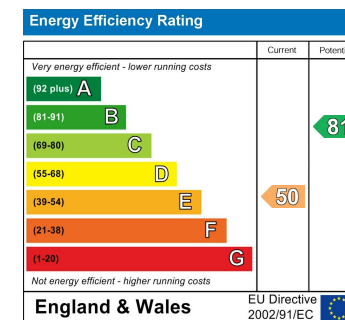 Energy Efficiency Rating
Current Potenti
Very energy efficient - lower running costs
(92 plus) A
(81-91) B
81
(69-80) C
(55-68) D
(39-54) E
50
(21-38) F
(1-20) G
Not energy efficient - higher running costs
England & Wales
EU Directive
2002/91/EC